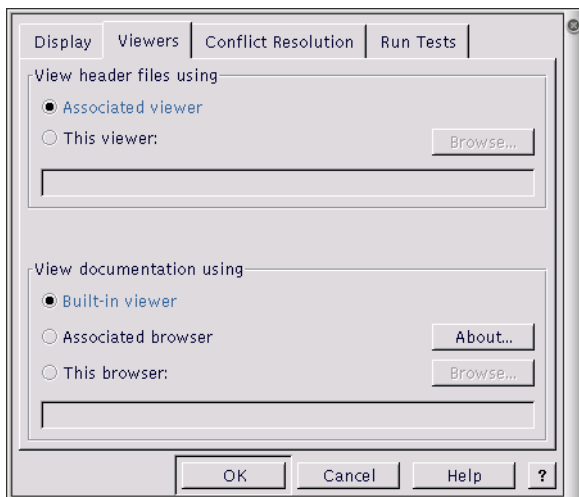 Display Viewers Conflict Resolution Run Tests
View header files using
Associated viewer
This viewer: Browse...
View documentation using
Built-in viewer
Associated browser About...
This browser: Browse...
OK Cancel Help ?